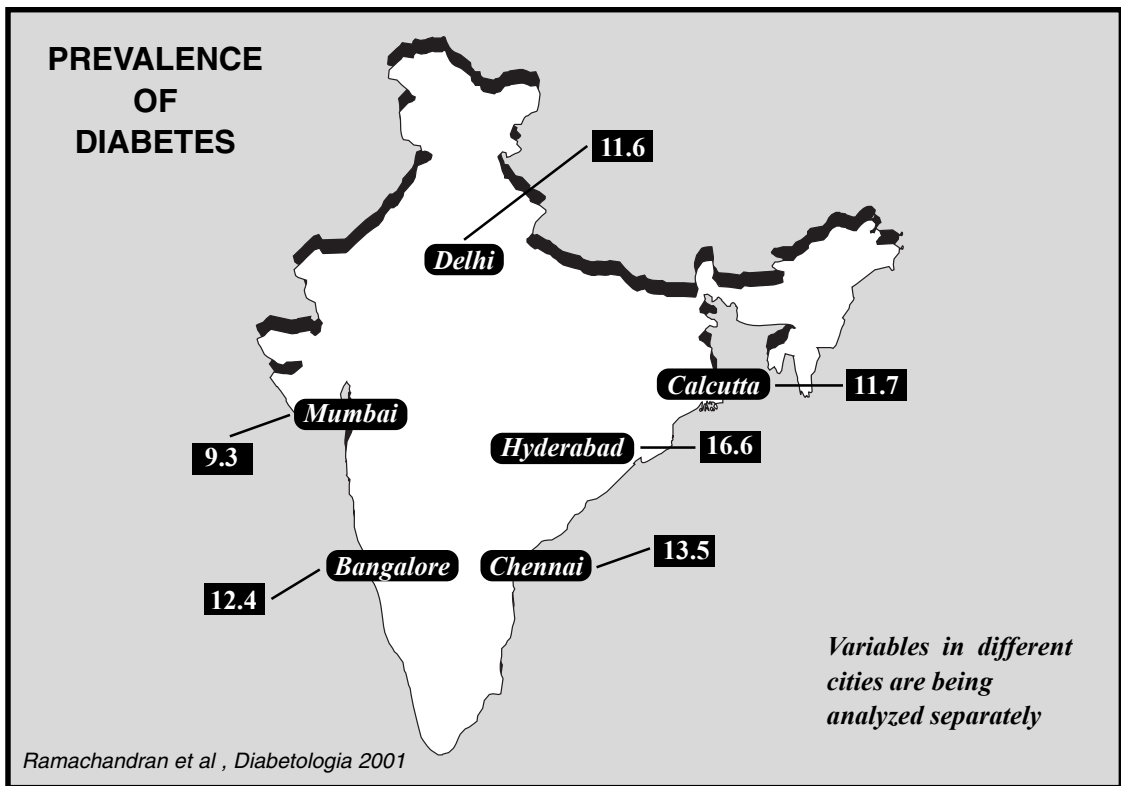 PREVALENCE
OF
DIABETES
11.6
Delhi
Calcutta
11.7
Mumbai
9.3
Hyderabad
16.6
Bangalore
12.4
Chennai
13.5
Variables in different
cities are being
analyzed separately
Ramachandran et al , Diabetologia 2001